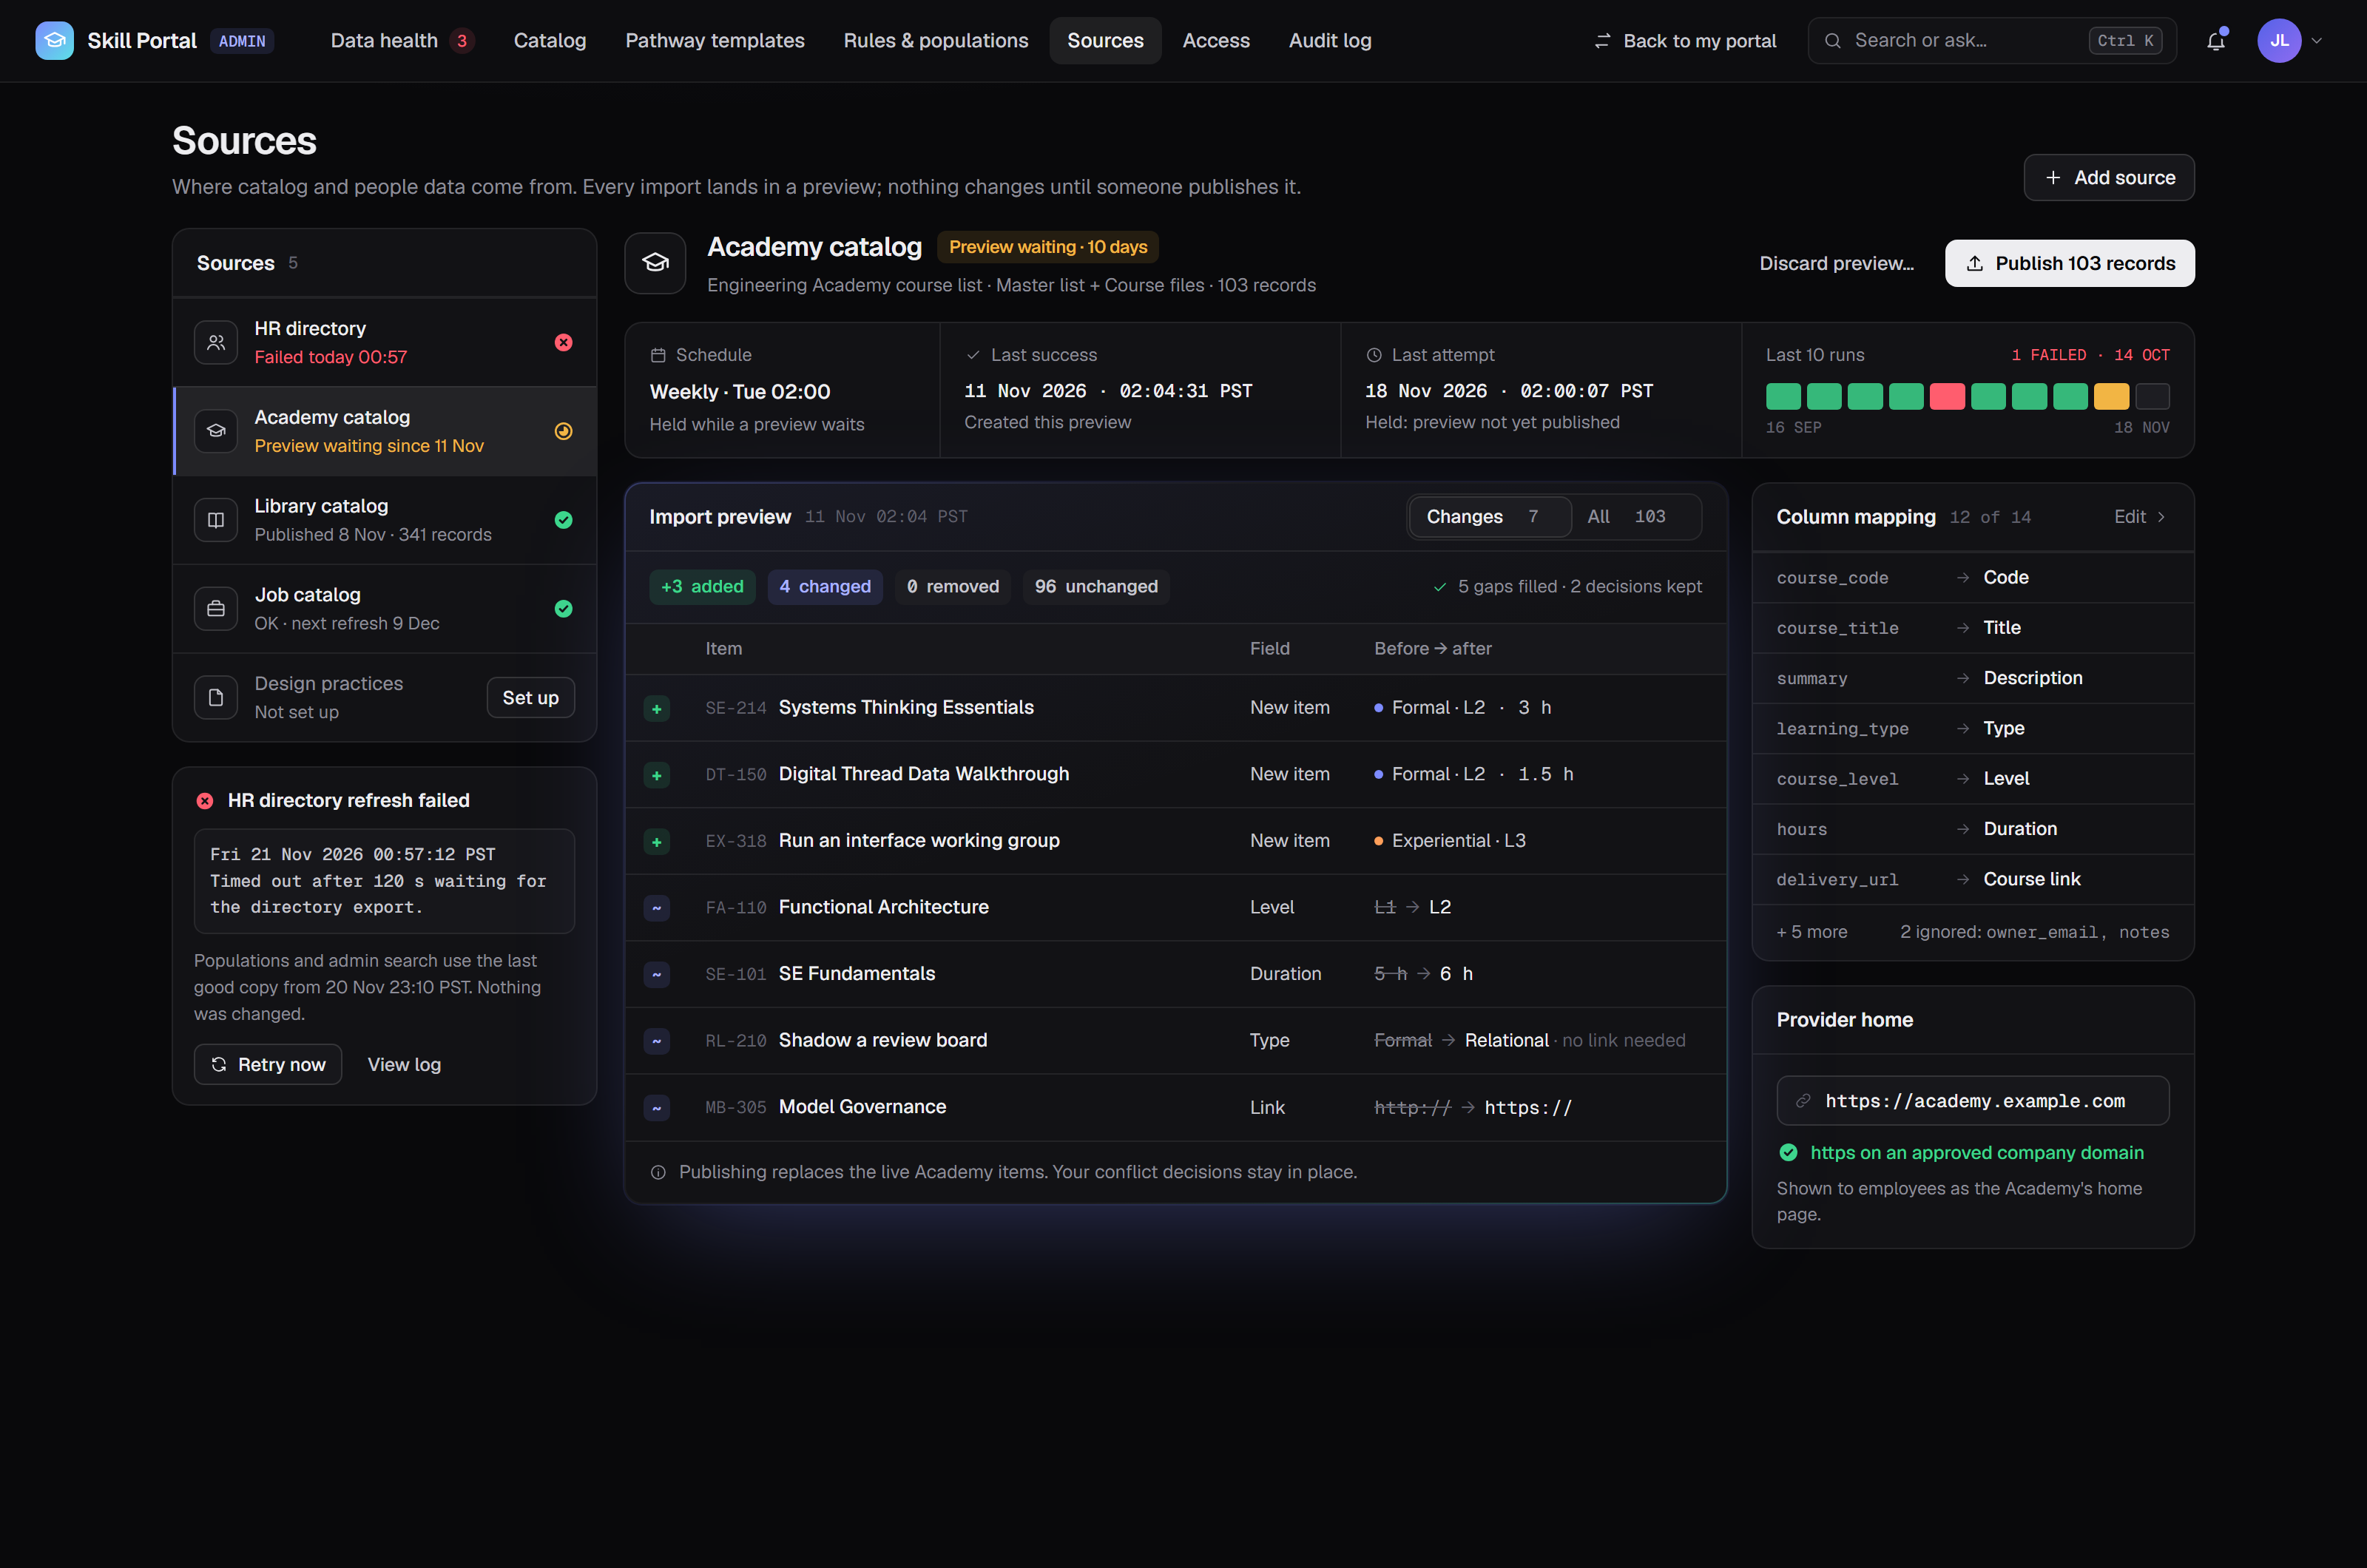 Skill Portal ADMIN Data health 3 Catalog Pathway templates Rules & populations Sources Access Audit log Back to my portal Search or ask... Ctrl K JL
Sources
Where catalog and people data come from. Every import lands in a preview; nothing changes until someone publishes it.
+ Add source
Sources 5
HR directory
Failed today 00:57
Academy catalog
Preview waiting since 11 Nov
Library catalog
Published 8 Nov · 341 records
Job catalog
OK · next refresh 9 Dec
Design practices
Not set up
Set up
HR directory refresh failed
Fri 21 Nov 2026 00:57:12 PST
Timed out after 120 s waiting for
the directory export.
Populations and admin search use the last
good copy from 20 Nov 23:10 PST. Nothing
was changed.
Retry now View log
Academy catalog Preview waiting · 10 days
Engineering Academy course list · Master list + Course files · 103 records
Discard preview... Publish 103 records
Schedule
Weekly · Tue 02:00
Held while a preview waits
Last success
11 Nov 2026 · 02:04:31 PST
Created this preview
Last attempt
18 Nov 2026 · 02:00:07 PST
Held: preview not yet published
Last 10 runs 1 FAILED · 14 OCT
16 SEP 18 NOV
Import preview 11 Nov 02:04 PST Changes 7 All 103
+3 added 4 changed 0 removed 96 unchanged 5 gaps filled · 2 decisions kept
Item Field Before → after
+ SE-214 Systems Thinking Essentials New item Formal · L2 · 3 h
+ DT-150 Digital Thread Data Walkthrough New item Formal · L2 · 1.5 h
+ EX-318 Run an interface working group New item Experiential · L3
~ FA-110 Functional Architecture Level L1 → L2
~ SE-101 SE Fundamentals Duration 5 h → 6 h
~ RL-210 Shadow a review board Type Formal → Relational · no link needed
~ MB-305 Model Governance Link http:// → https://
Publishing replaces the live Academy items. Your conflict decisions stay in place.
Column mapping 12 of 14 Edit
course_code → Code
course_title → Title
summary → Description
learning_type → Type
course_level → Level
hours → Duration
delivery_url → Course link
+ 5 more 2 ignored: owner_email, notes
Provider home
https://academy.example.com
https on an approved company domain
Shown to employees as the Academy's home
page.